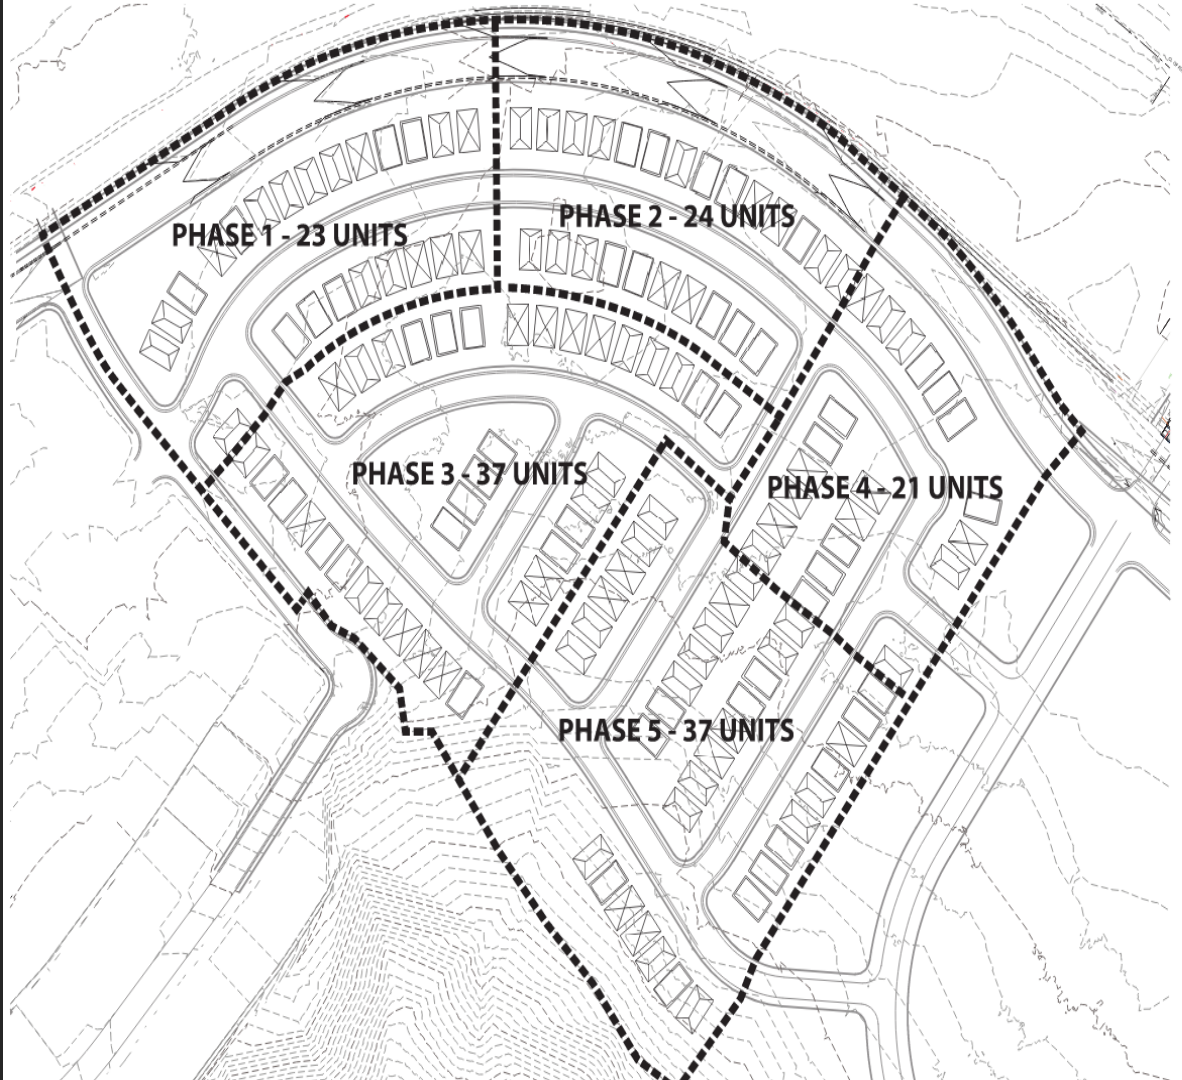 PHASE 1 - 23 UNITS
PHASE 2 - 24 UNITS
PHASE 3 - 37 UNITS
PHASE 4 - 21 UNITS
PHASE 5 - 37 UNITS